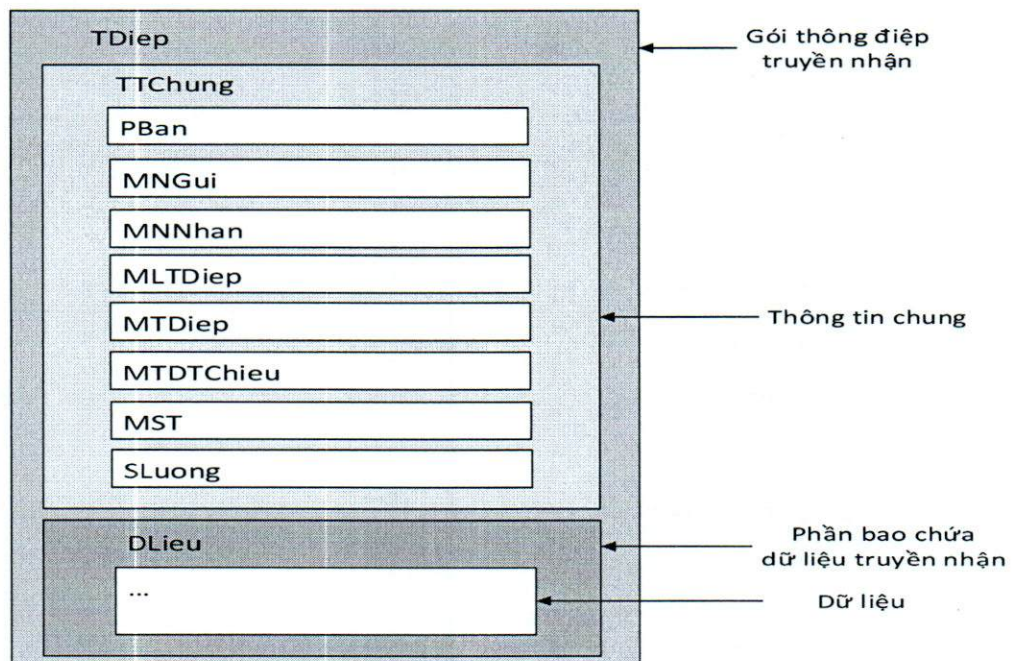 TDiep
TTChung
PBan
MNGui
MNNhan
MLTDiep
MTDiep
MTDTChieu
MST
SLuong
DLieu
...
Gói thông điệp
truyền nhận
Thông tin chung
Phần bao chứa
dữ liệu truyền nhận
Dữ liệu